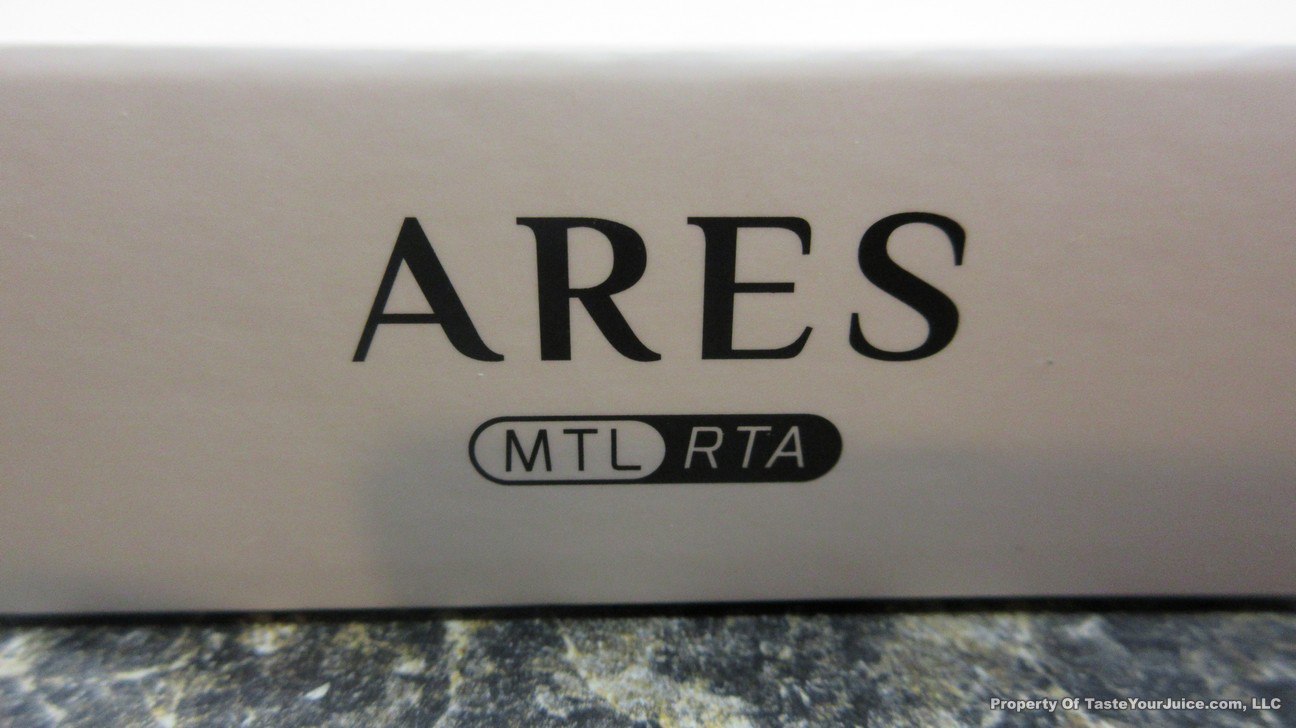 ARES
MTL RTA
Property Of TasteYourJuice.com, LLC